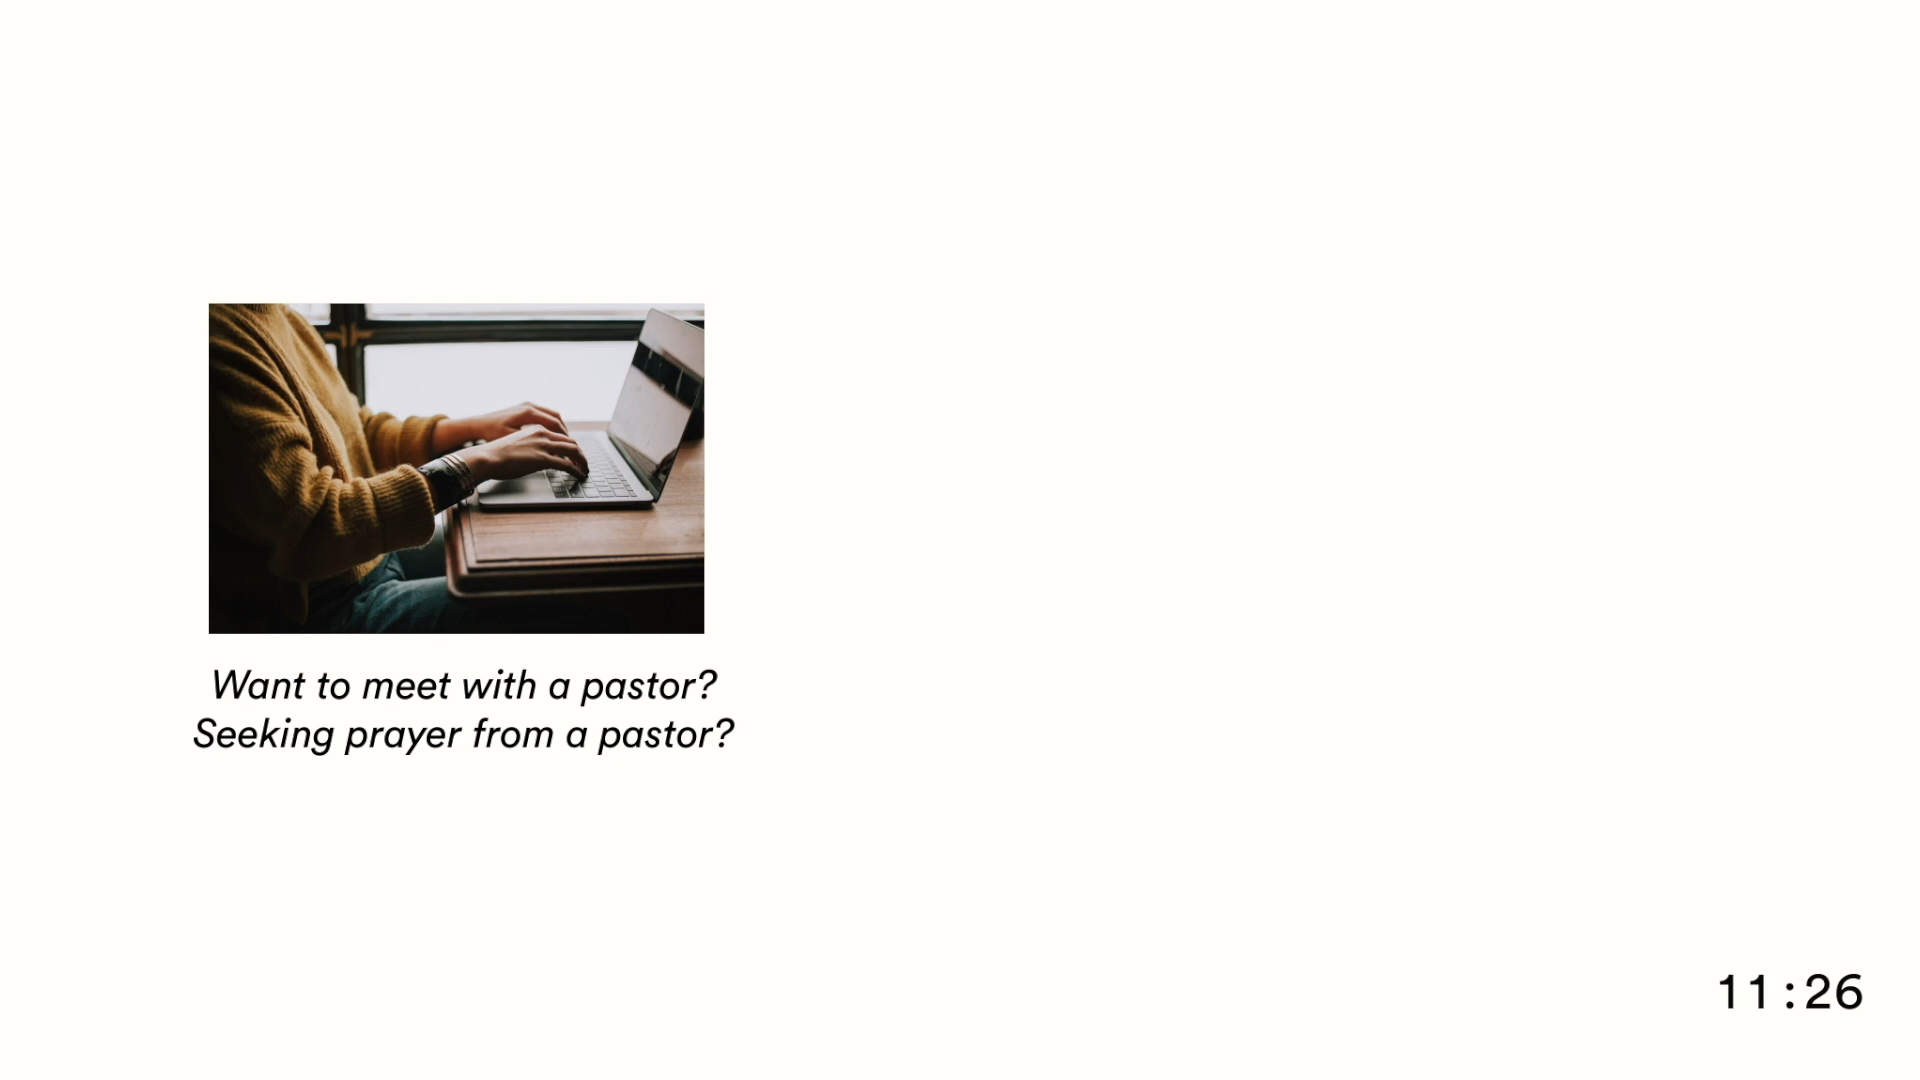 Want to meet with a pastor?
Seeking prayer from a pastor?
11:26